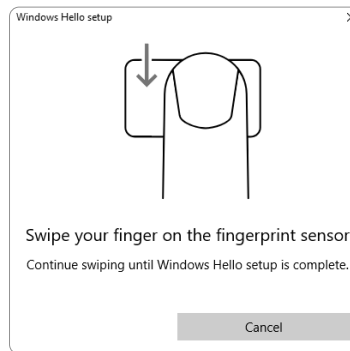 Windows Hello setup
Swipe your finger on the fingerprint sensor
Continue swiping until Windows Hello setup is complete.
Cancel